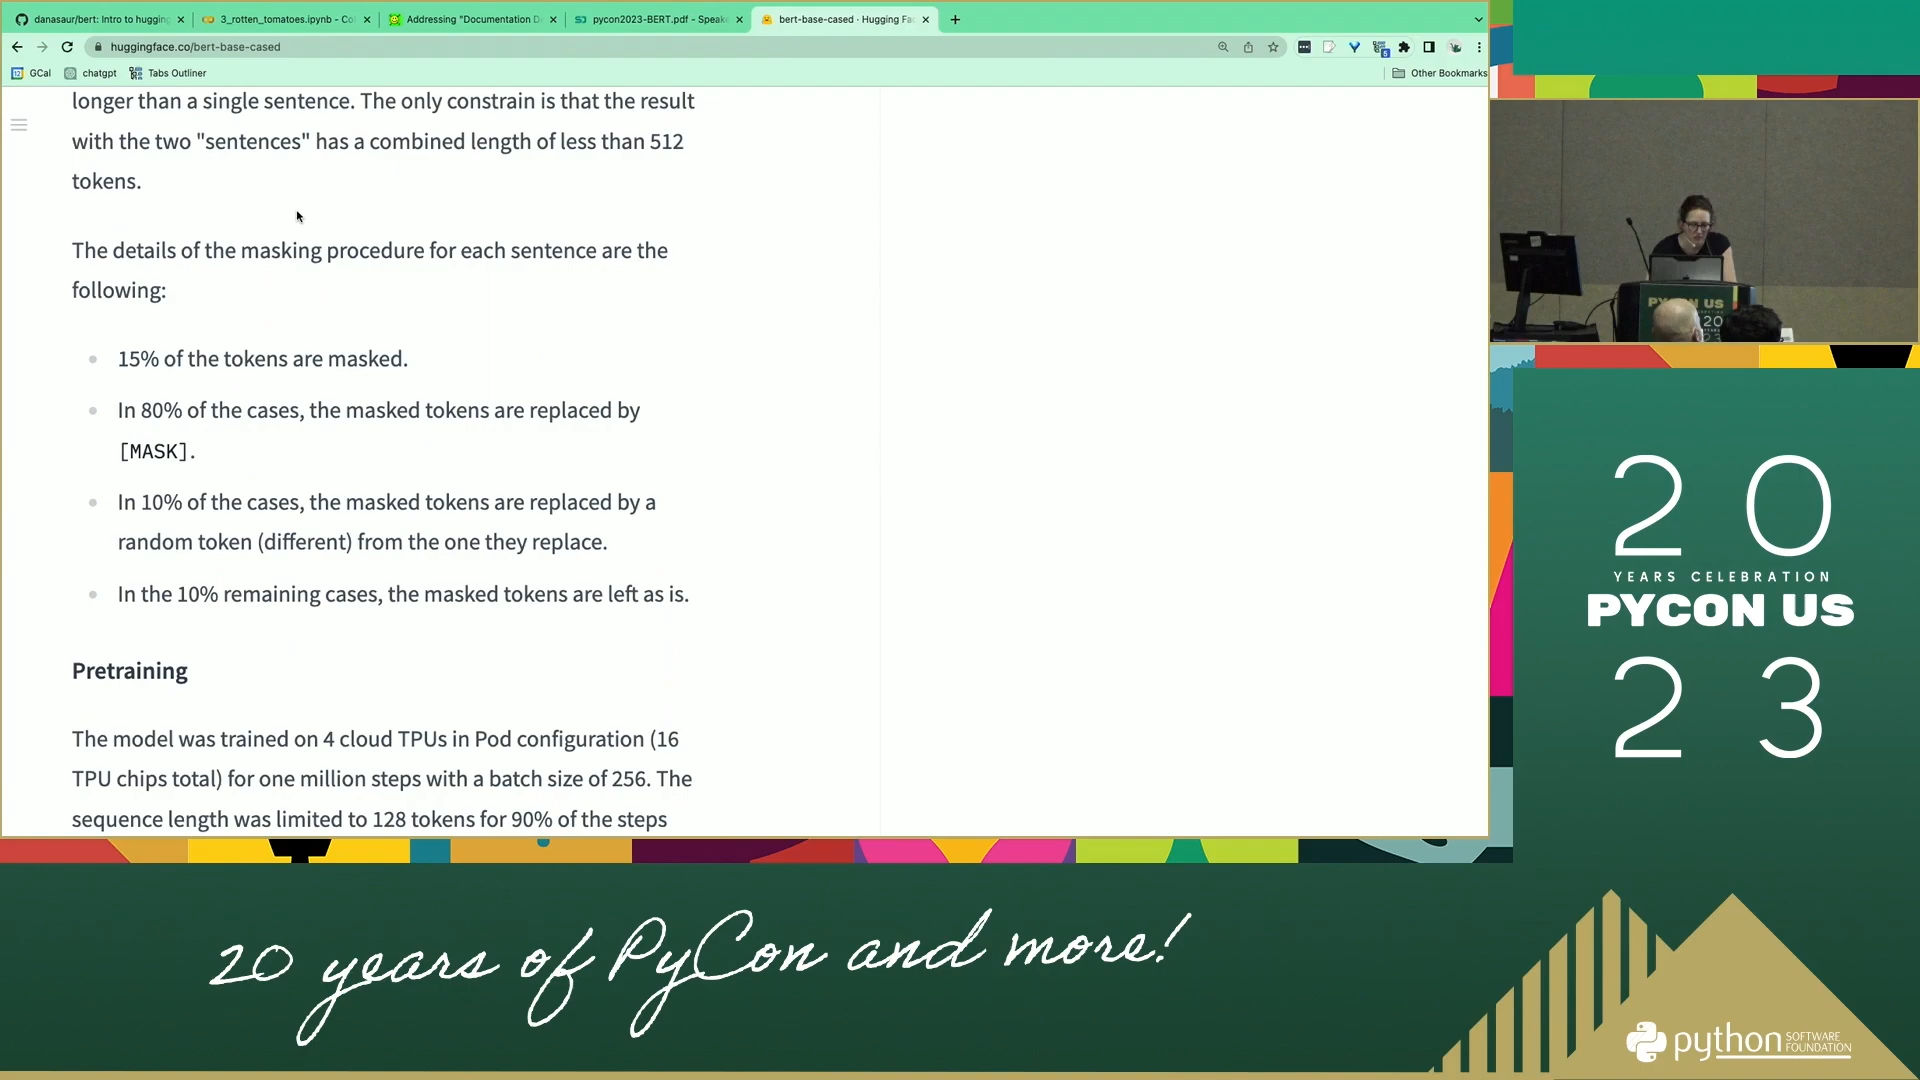 danasaur/bert: Intro to hugging
3_rotten_tomatoes.ipynb - Co
Addressing "Documentation D
pycon2023-BERT.pdf - Speake
bert-base-cased · Hugging Fa
huggingface.co/bert-base-cased
GCal
chatgpt
Tabs Outliner
Other Bookmarks
longer than a single sentence. The only constrain is that the result
with the two "sentences" has a combined length of less than 512
tokens.
The details of the masking procedure for each sentence are the
following:
15% of the tokens are masked.
In 80% of the cases, the masked tokens are replaced by
[MASK].
In 10% of the cases, the masked tokens are replaced by a
random token (different) from the one they replace.
In the 10% remaining cases, the masked tokens are left as is.
Pretraining
The model was trained on 4 cloud TPUs in Pod configuration (16
TPU chips total) for one million steps with a batch size of 256. The
sequence length was limited to 128 tokens for 90% of the steps
PYCON US
20
20
YEARS CELEBRATION
PYCON US
23
20 years of PyCon and more!
python SOFTWARE
FOUNDATION